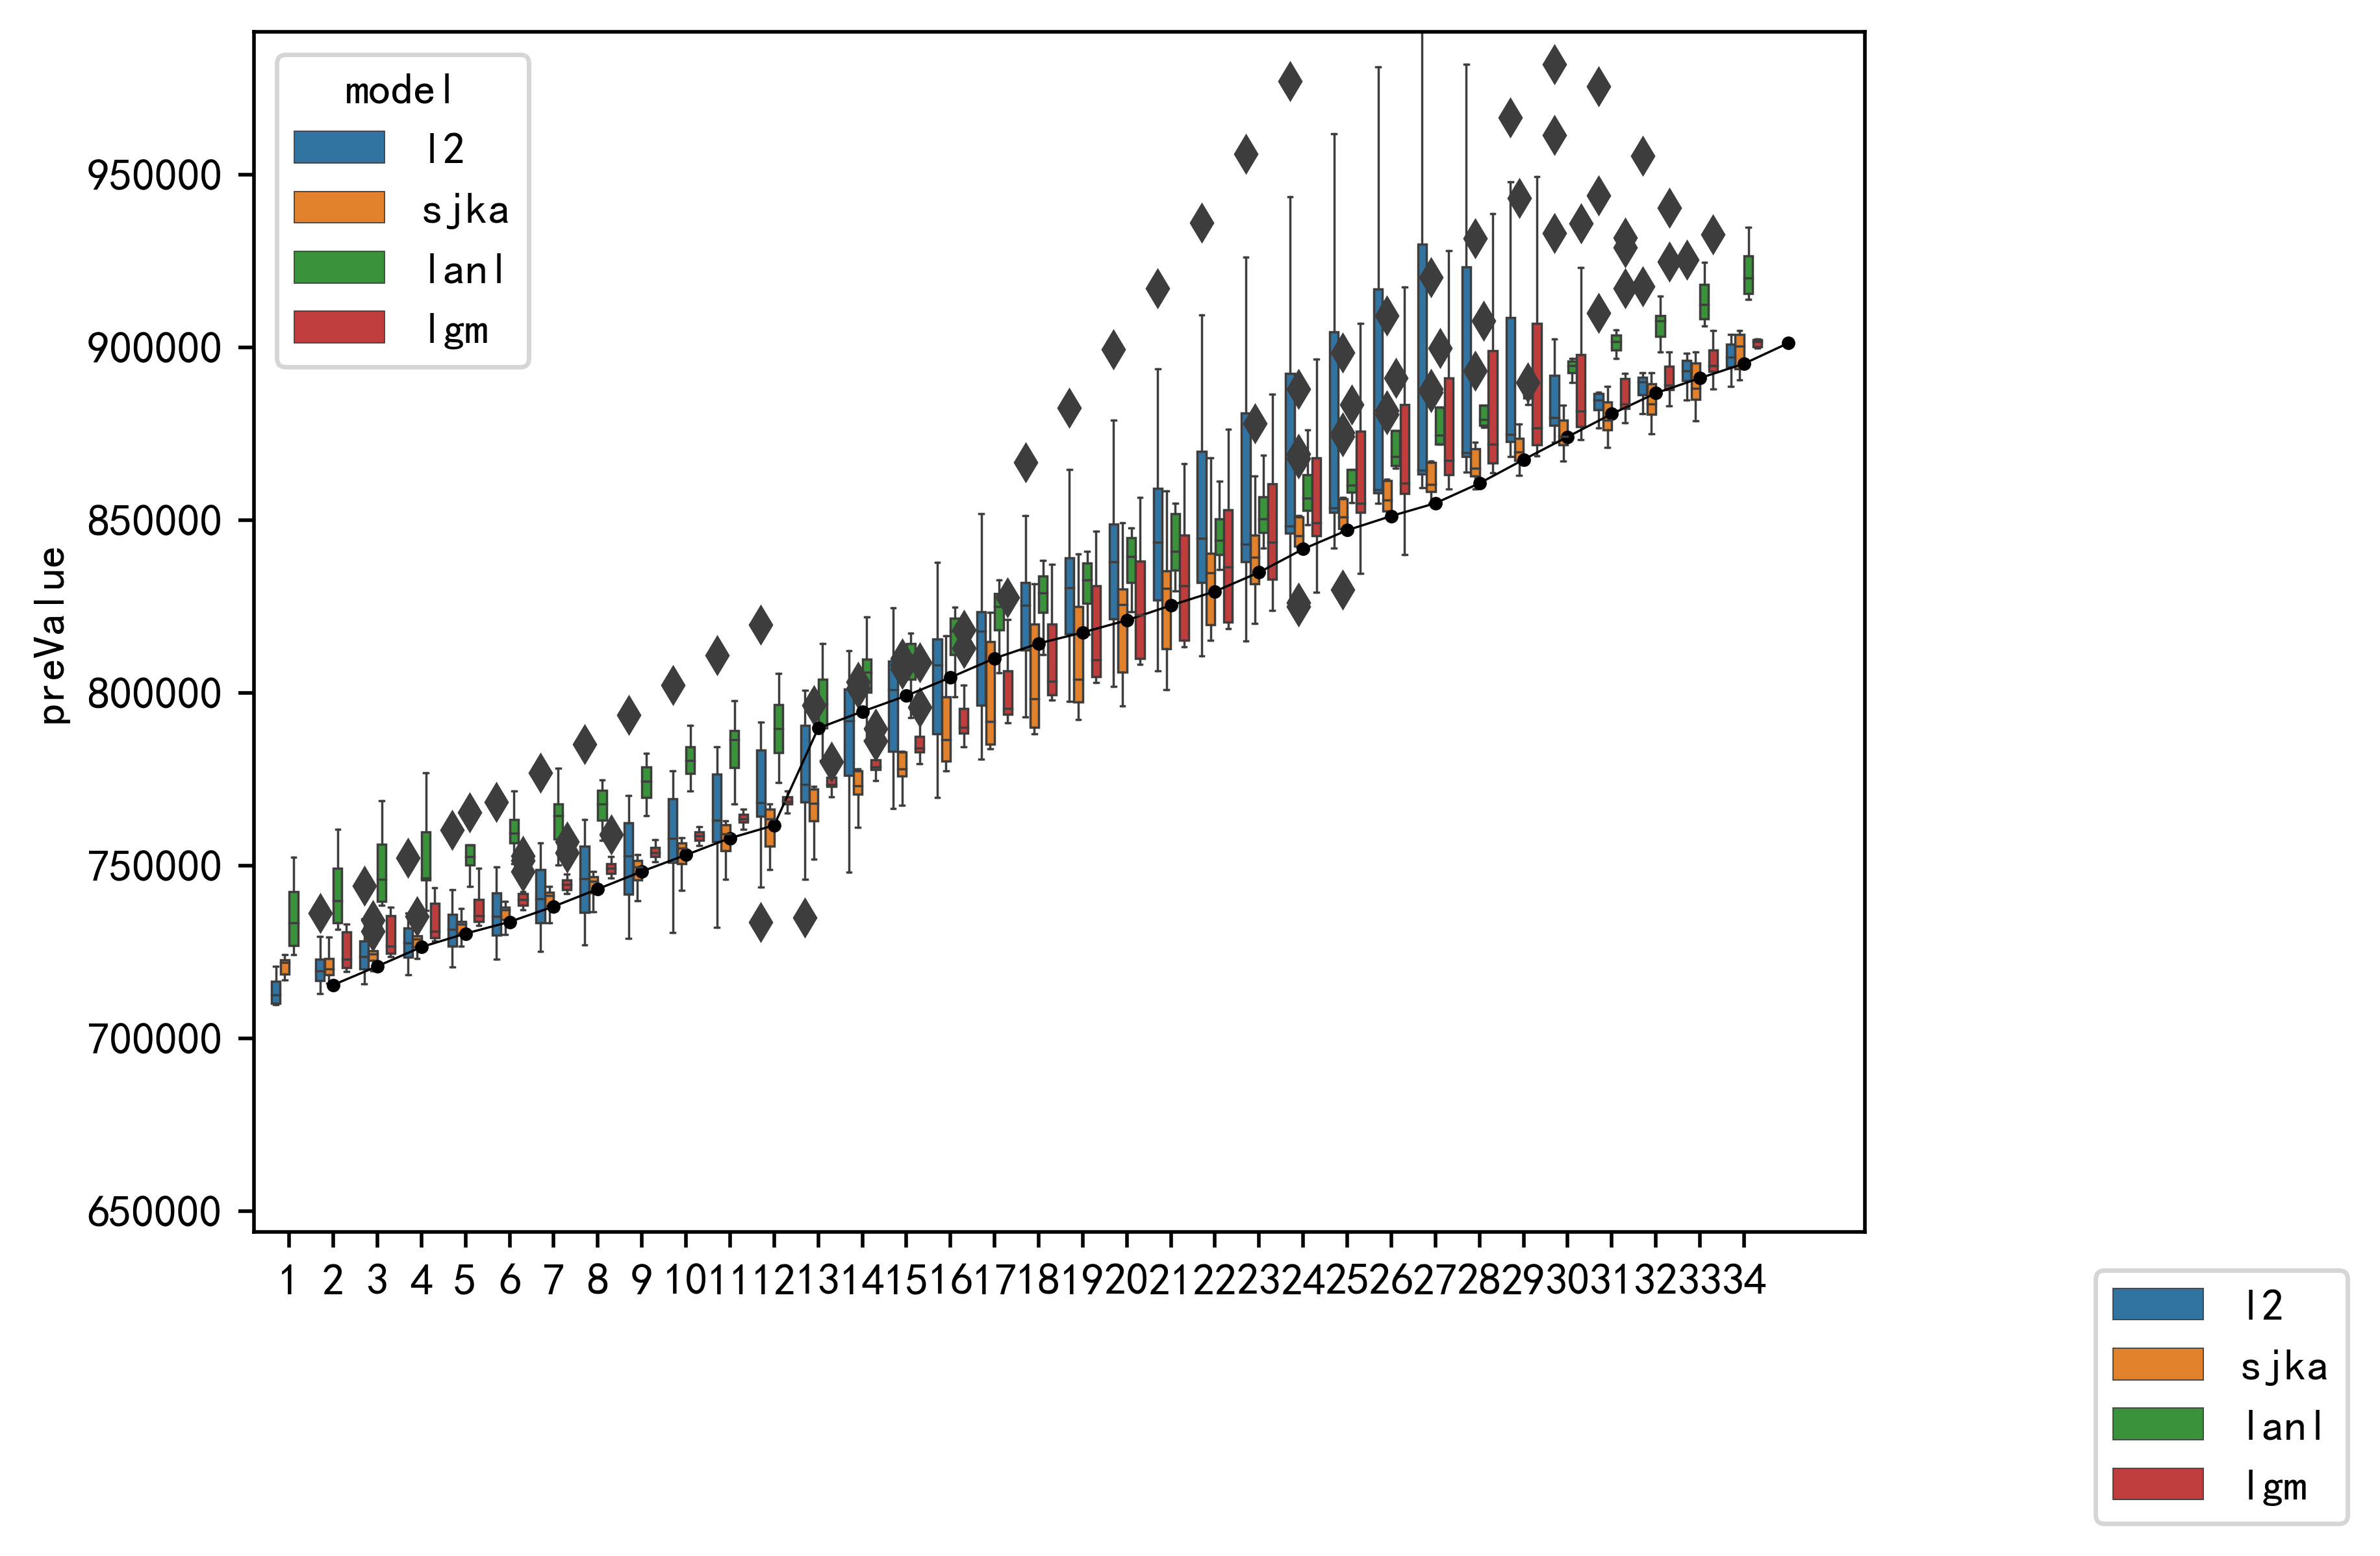 model
l2
sjka
lanl
lgm
950000
900000
850000
800000
750000
700000
650000
preValue
1 2 3 4 5 6 7 8 9 10 11 12 13 14 15 16 17 18 19 20 21 22 23 24 25 26 27 28 29 30 31 32 33 34
l2
sjka
lanl
lgm